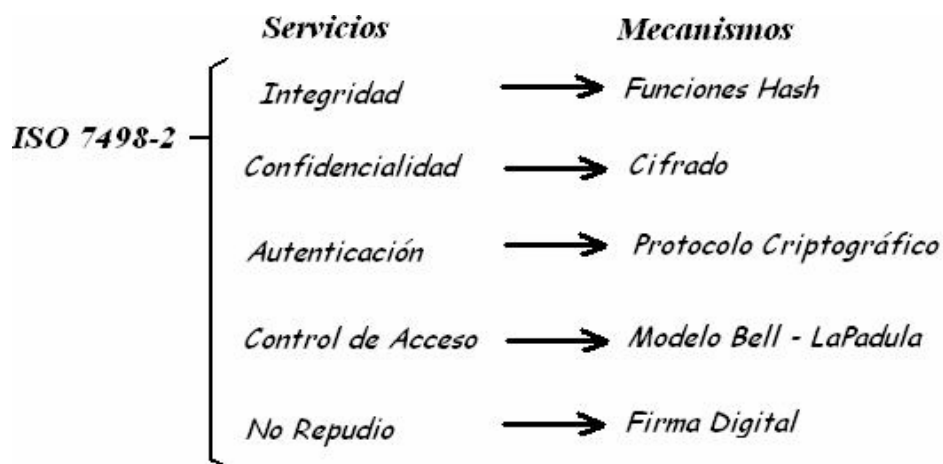 Servicios Mecanismos
Integridad Funciones Hash
ISO 7498-2
Confidencialidad Cifrado
Autenticación Protocolo Criptográfico
Control de Acceso Modelo Bell - LaPadula
No Repudio Firma Digital